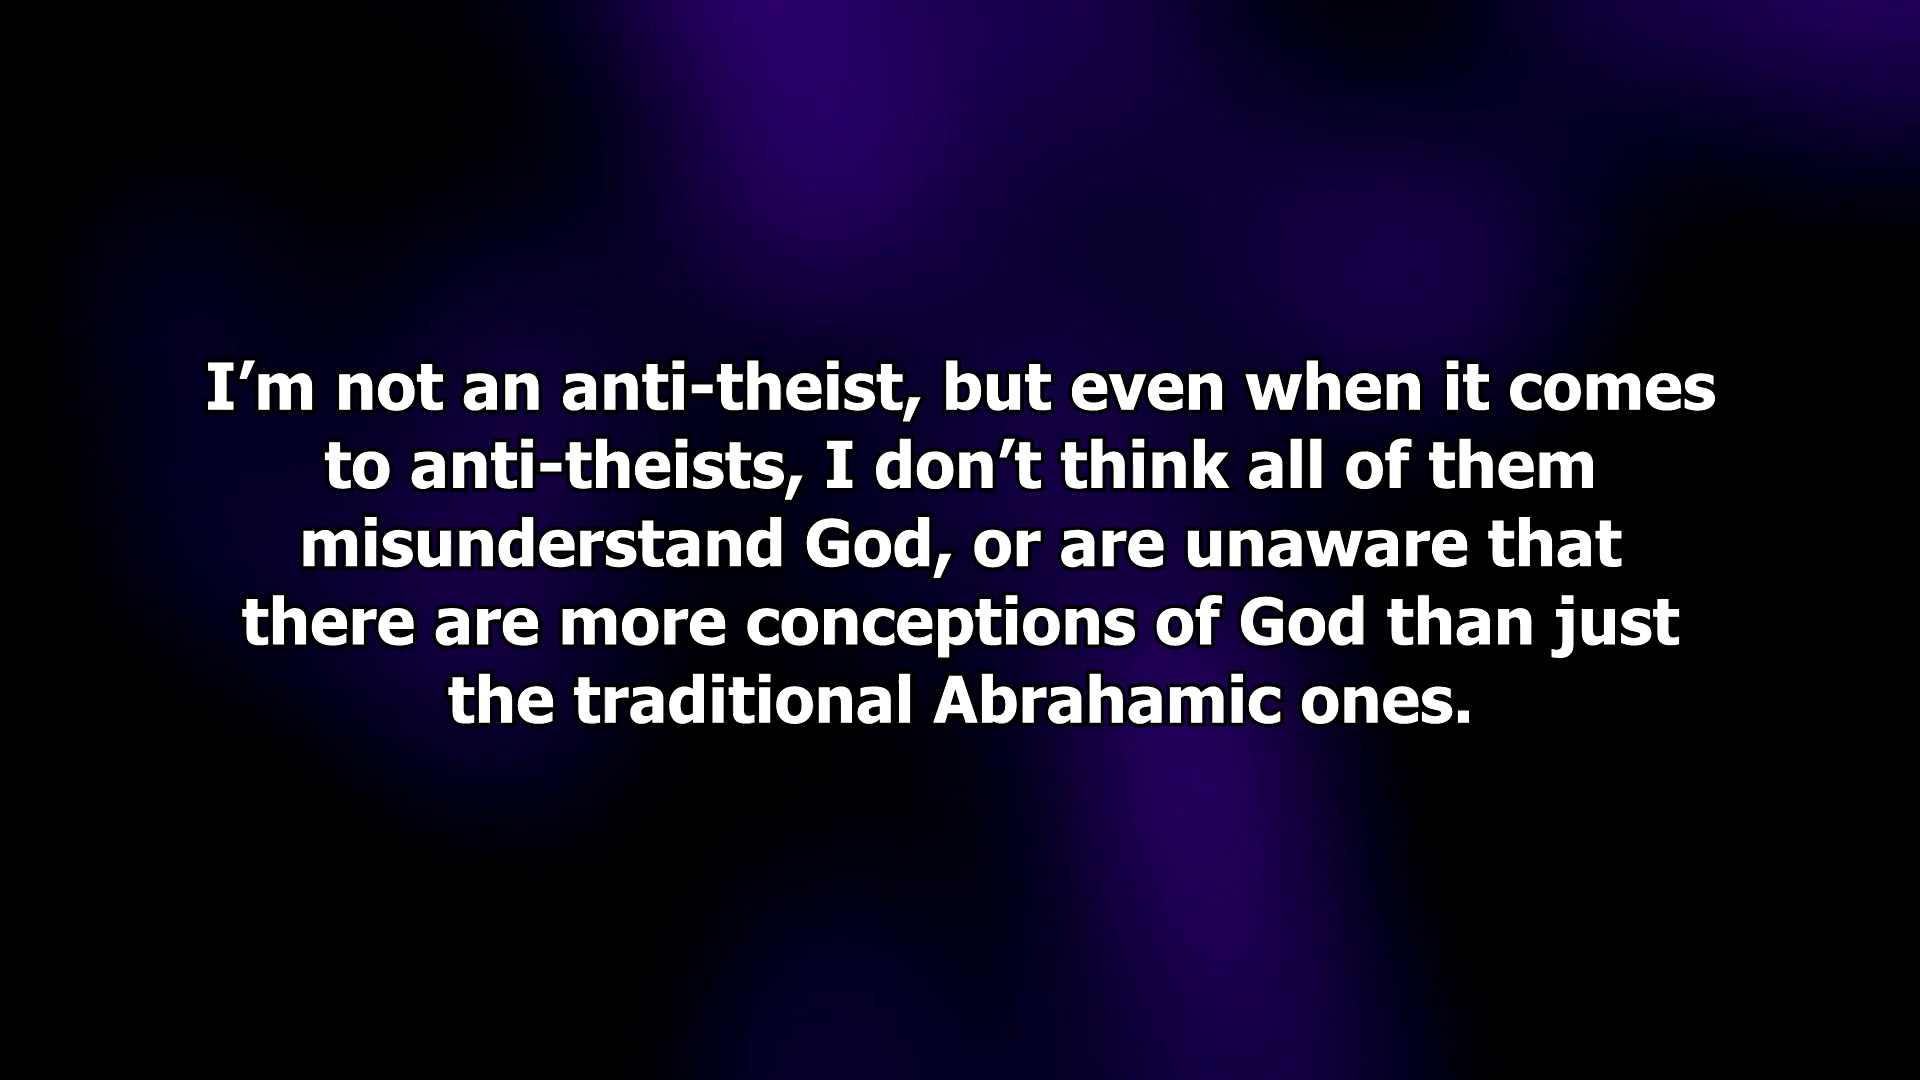 I’m not an anti-theist, but even when it comes
to anti-theists, I don’t think all of them
misunderstand God, or are unaware that
there are more conceptions of God than just
the traditional Abrahamic ones.